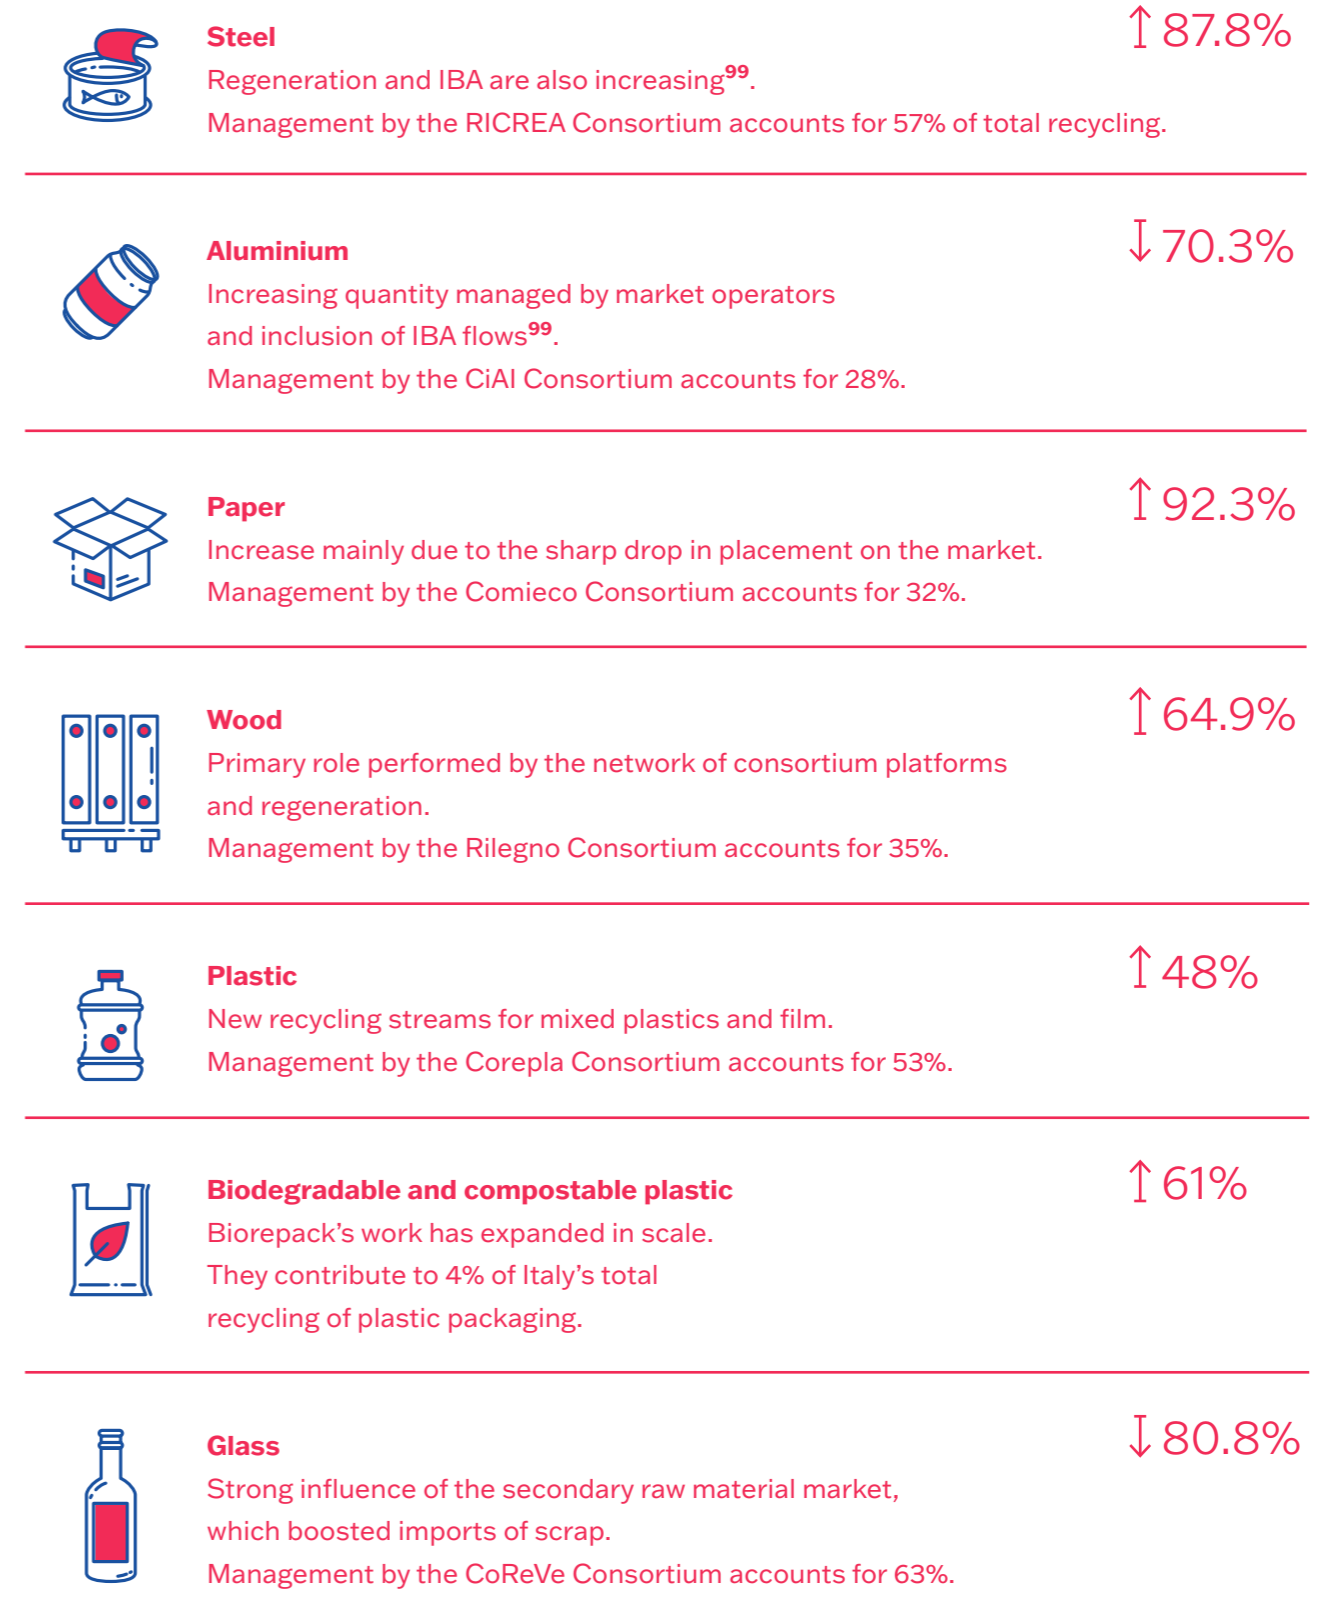 Steel
↑ 87.8%
Regeneration and IBA are also increasing⁹⁹.
Management by the RICREA Consortium accounts for 57% of total recycling.
Aluminium
↓ 70.3%
Increasing quantity managed by market operators
and inclusion of IBA flows⁹⁹.
Management by the CiAl Consortium accounts for 28%.
Paper
↑ 92.3%
Increase mainly due to the sharp drop in placement on the market.
Management by the Comieco Consortium accounts for 32%.
Wood
↑ 64.9%
Primary role performed by the network of consortium platforms
and regeneration.
Management by the Rilegno Consortium accounts for 35%.
Plastic
↑ 48%
New recycling streams for mixed plastics and film.
Management by the Corepla Consortium accounts for 53%.
Biodegradable and compostable plastic
↑ 61%
Biorepack’s work has expanded in scale.
They contribute to 4% of Italy’s total
recycling of plastic packaging.
Glass
↓ 80.8%
Strong influence of the secondary raw material market,
which boosted imports of scrap.
Management by the CoReVe Consortium accounts for 63%.